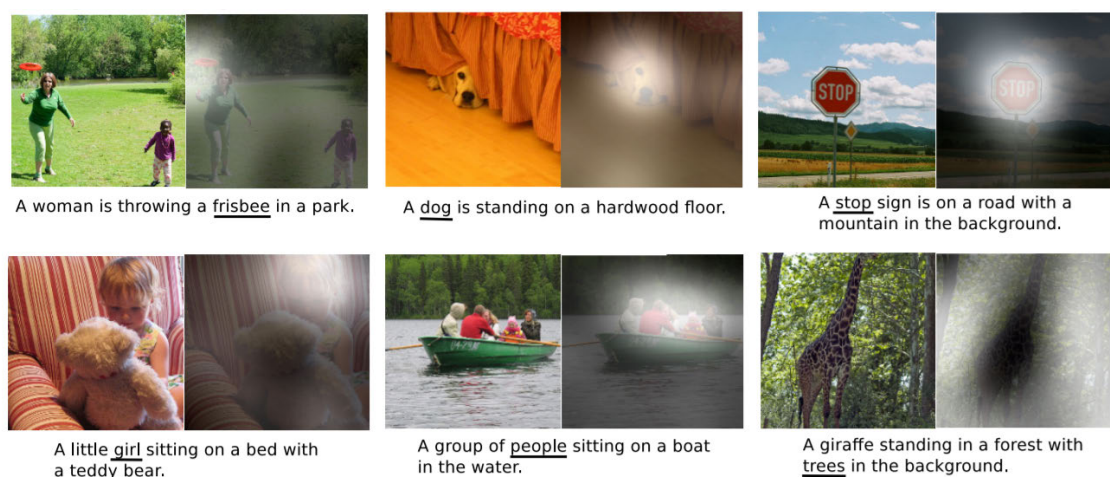 STOP
STOP
A woman is throwing a frisbee in a park.
A dog is standing on a hardwood floor.
A stop sign is on a road with a
mountain in the background.
A little girl sitting on a bed with
a teddy bear.
A group of people sitting on a boat
in the water.
A giraffe standing in a forest with
trees in the background.